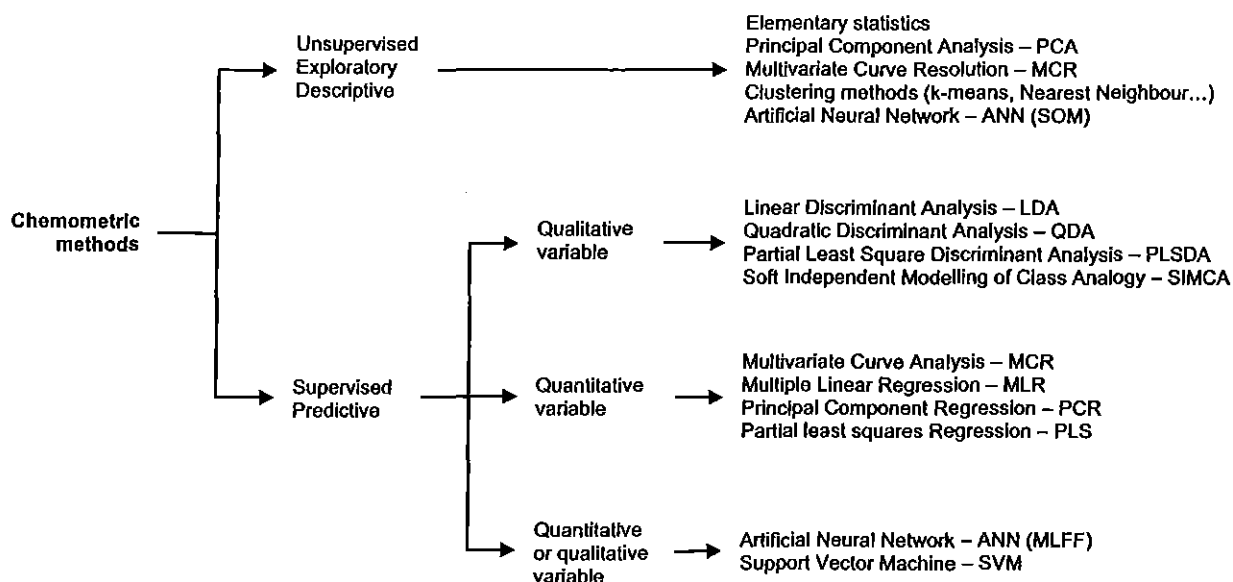 Unsupervised
Exploratory
Descriptive
Elementary statistics
Principal Component Analysis – PCA
Multivariate Curve Resolution – MCR
Clustering methods (k-means, Nearest Neighbour...)
Artificial Neural Network – ANN (SOM)
Chemometric
methods
Supervised
Predictive
Qualitative
variable
Linear Discriminant Analysis – LDA
Quadratic Discriminant Analysis – QDA
Partial Least Square Discriminant Analysis – PLSDA
Soft Independent Modelling of Class Analogy – SIMCA
Quantitative
variable
Multivariate Curve Analysis – MCR
Multiple Linear Regression – MLR
Principal Component Regression – PCR
Partial least squares Regression – PLS
Quantitative
or qualitative
variable
Artificial Neural Network – ANN (MLFF)
Support Vector Machine – SVM